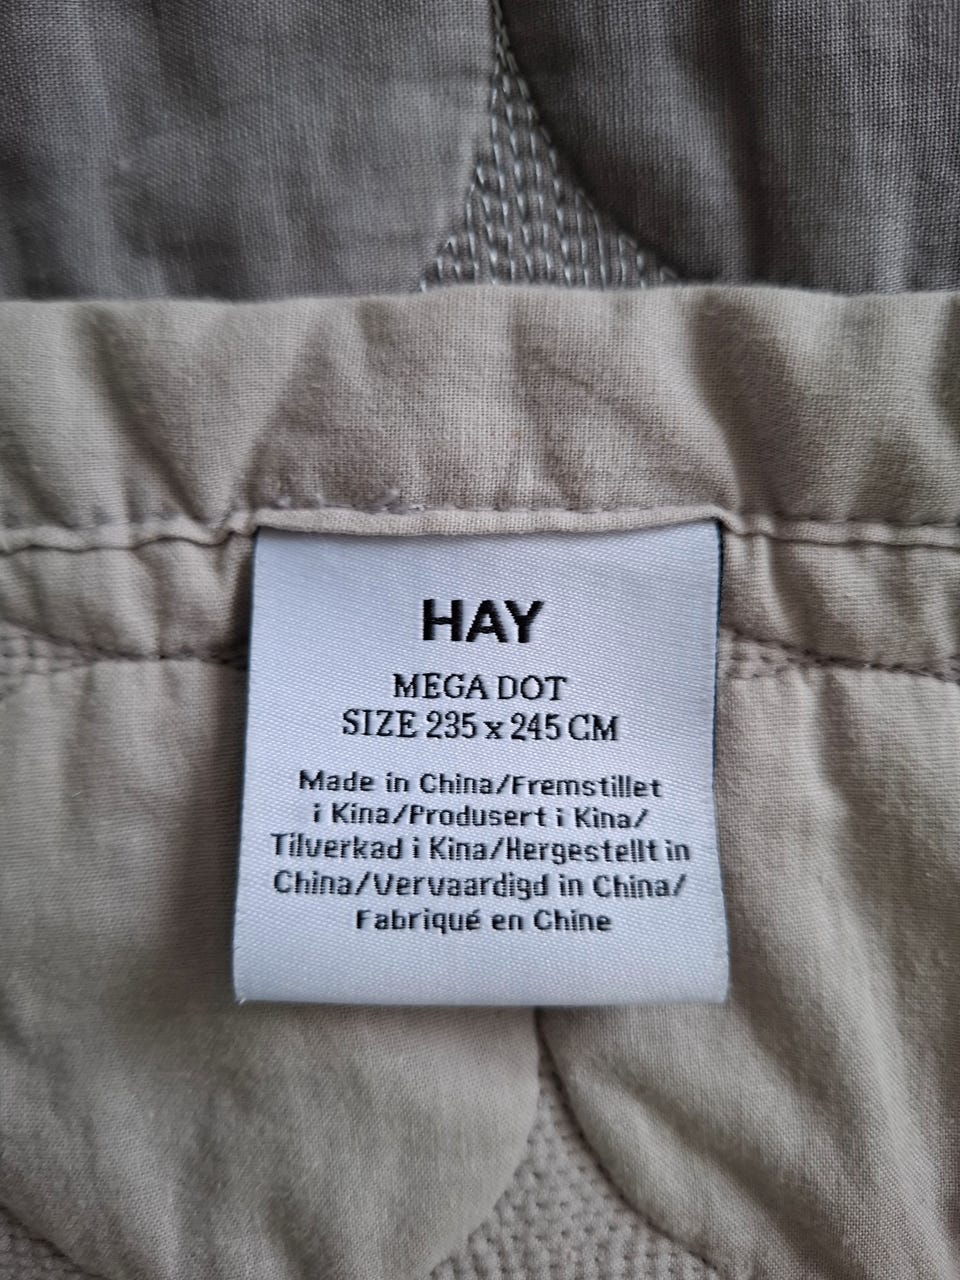 HAY
MEGA DOT
SIZE 235 x 245 CM
Made in China/Fremstillet
i Kina/Produsert i Kina/
Tilverkad i Kina/Hergestellt in
China/Vervaardigd in China/
Fabriqué en Chine